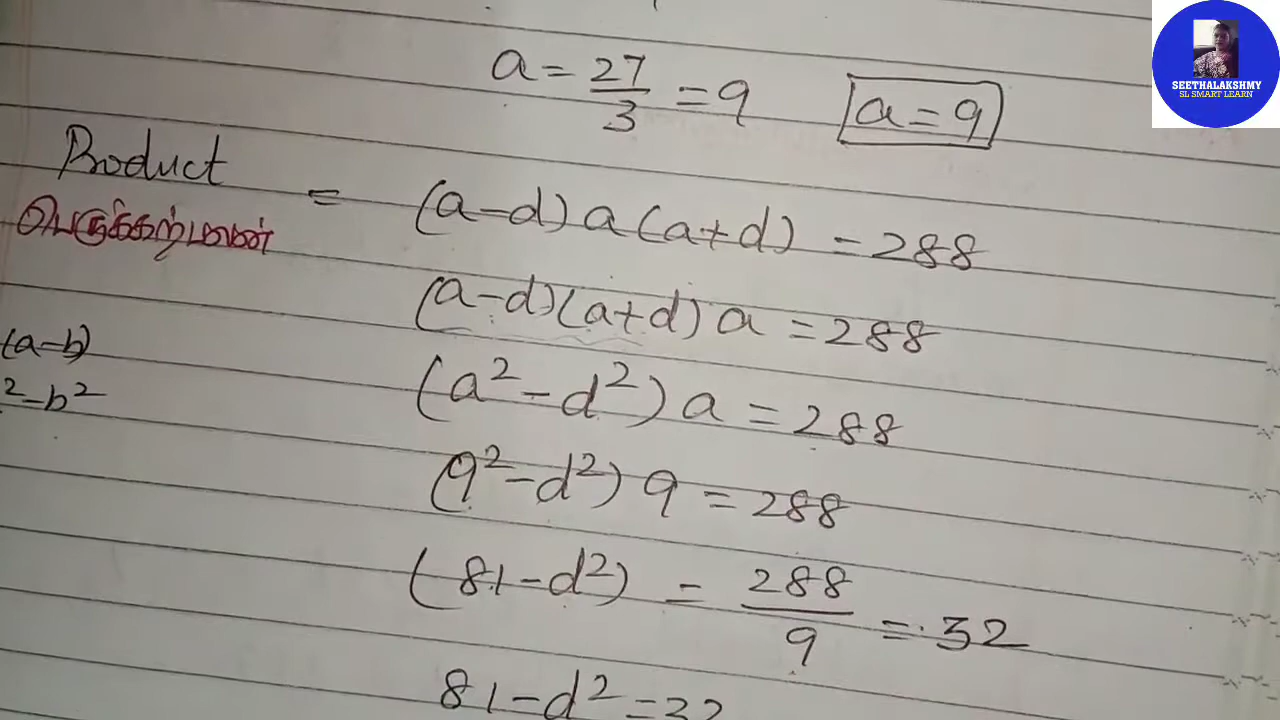 a = 27/3 = 9 a = 9
Product = (a-d) a (a+d) = 288
பெருக்கற்பலன்
(a-d)(a+d) a = 288
(a-b)
(a² - d²) a = 288
² - b²
(9² - d²) 9 = 288
(81 - d²) = 288/9 = 32
81 - d² = 32
SEETHALAKSHMY
SL SMART LEARN